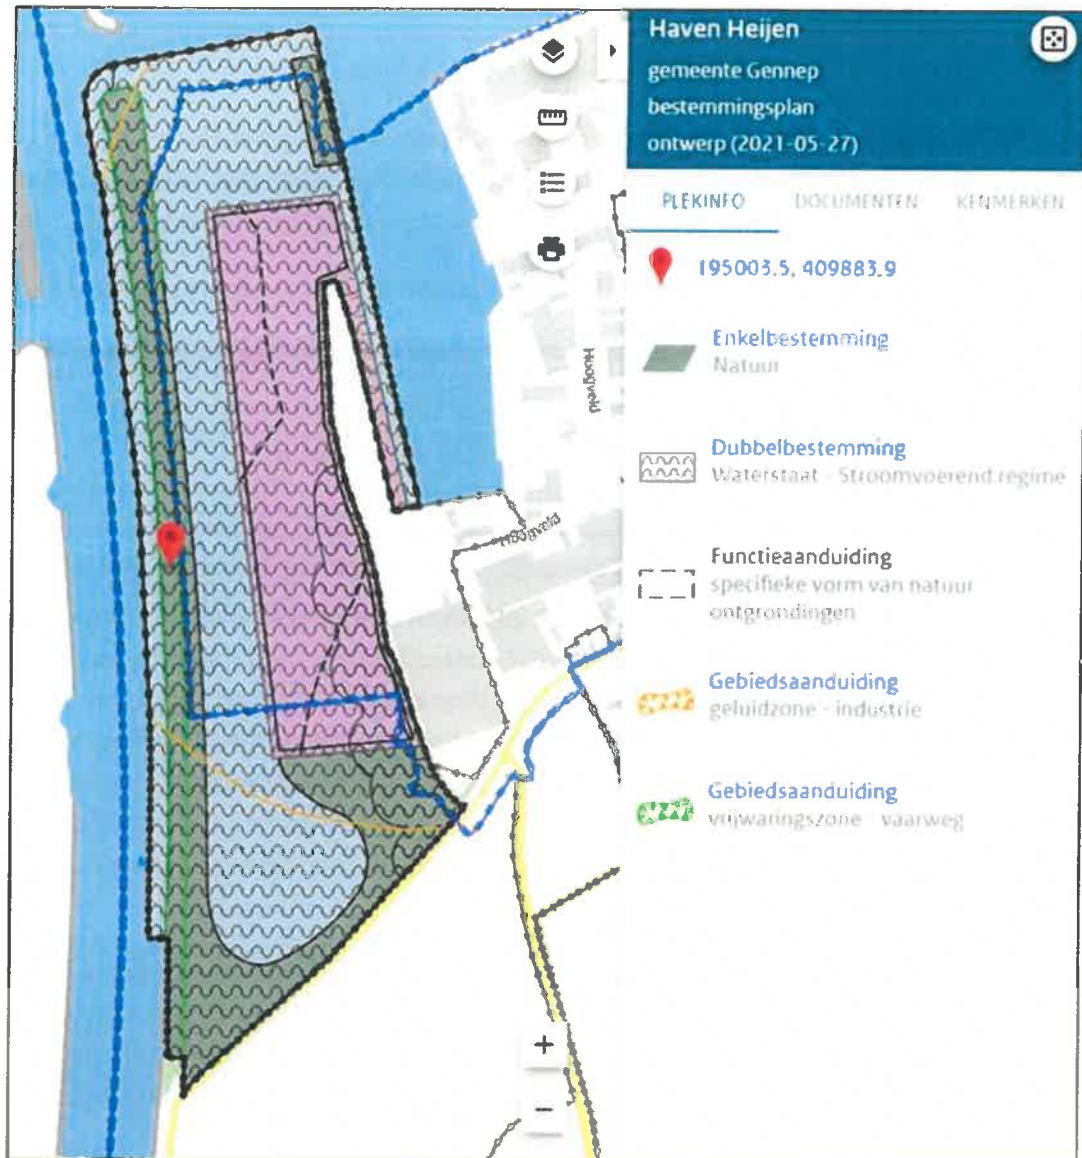 Haven Heijen
gemeente Gennep
bestemmingsplan
ontwerp (2021-05-27)
PLEKINFO DOCUMENTEN KENMERKEN
195003.5, 409883.9
Enkelbestemming
Natuur
Dubbelbestemming
Waterstaat - Stroomvoerend regime
Functieaanduiding
specifieke vorm van natuur
ontgrondingen
Gebiedsaanduiding
geluidzone - industrie
Gebiedsaanduiding
vrijwaringszone - vaarweg
Hoogveld
Hoogveld
+
−